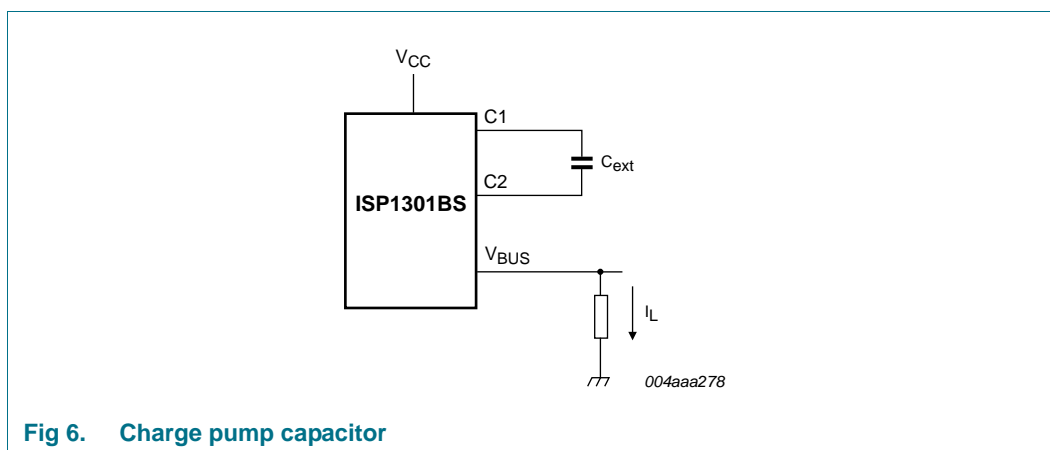 VCC
C1
Cext
C2
ISP1301BS
VBUS
IL
004aaa278
Fig 6. Charge pump capacitor